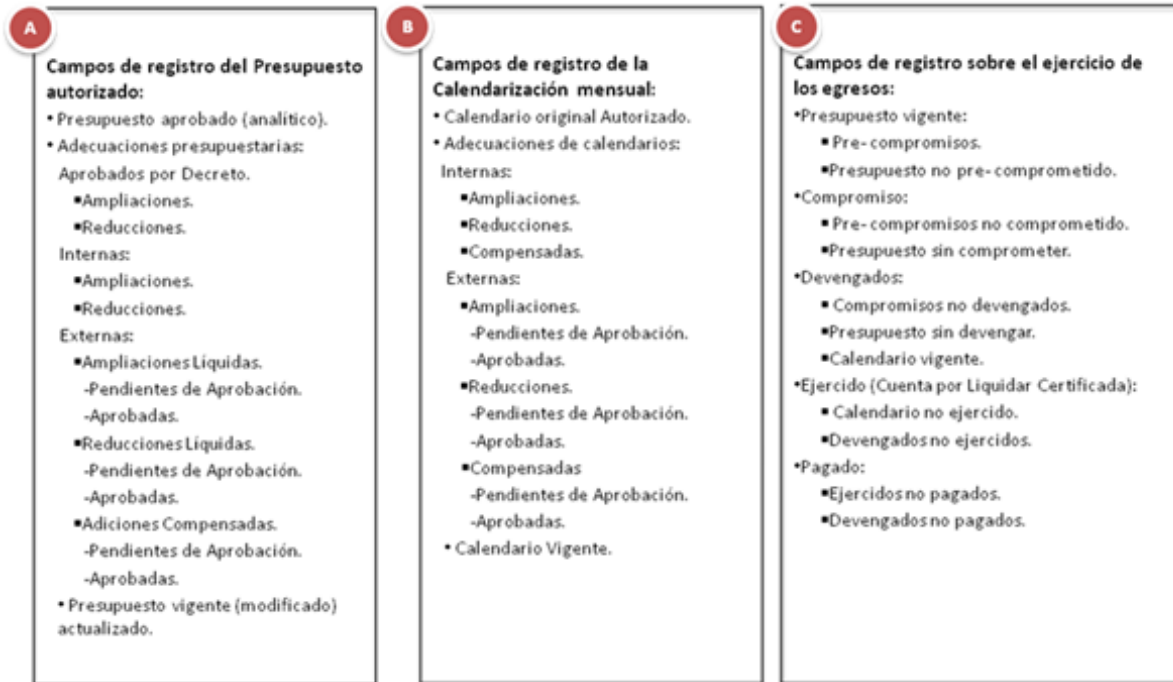 A
Campos de registro del Presupuesto
autorizado:
• Presupuesto aprobado (analítico).
• Adecuaciones presupuestarias:
Aprobados por Decreto.
▪Ampliaciones.
▪Reducciones.
Internas:
▪Ampliaciones.
▪Reducciones.
Externas:
▪Ampliaciones Líquidas.
-Pendientes de Aprobación.
-Aprobadas.
▪Reducciones Líquidas.
-Pendientes de Aprobación.
-Aprobadas.
▪Adiciones Compensadas.
-Pendientes de Aprobación.
-Aprobadas.
• Presupuesto vigente (modificado)
actualizado.
B
Campos de registro de la
Calendarización mensual:
• Calendario original Autorizado.
• Adecuaciones de calendarios:
Internas:
▪Ampliaciones.
▪Reducciones.
▪Compensadas.
Externas:
▪Ampliaciones.
-Pendientes de Aprobación.
-Aprobadas.
▪Reducciones.
-Pendientes de Aprobación.
-Aprobadas.
▪Compensadas
-Pendientes de Aprobación.
-Aprobadas.
• Calendario Vigente.
C
Campos de registro sobre el ejercicio de
los egresos:
•Presupuesto vigente:
▪ Pre- compromisos.
▪Presupuesto no pre- comprometido.
•Compromiso:
▪ Pre- compromisos no comprometido.
▪Presupuesto sin comprometer.
•Devengados:
▪ Compromisos no devengados.
▪Presupuesto sin devengar.
▪Calendario vigente.
•Ejercido (Cuenta por Liquidar Certificada):
▪ Calendario no ejercido.
▪Devengados no ejercidos.
•Pagado:
▪Ejercidos no pagados.
▪Devengados no pagados.